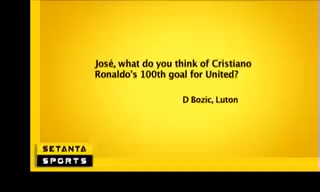 José, what do you think of Cristiano
Ronaldo's 100th goal for United?
D Bozic, Luton
SETANTA
SPORTS